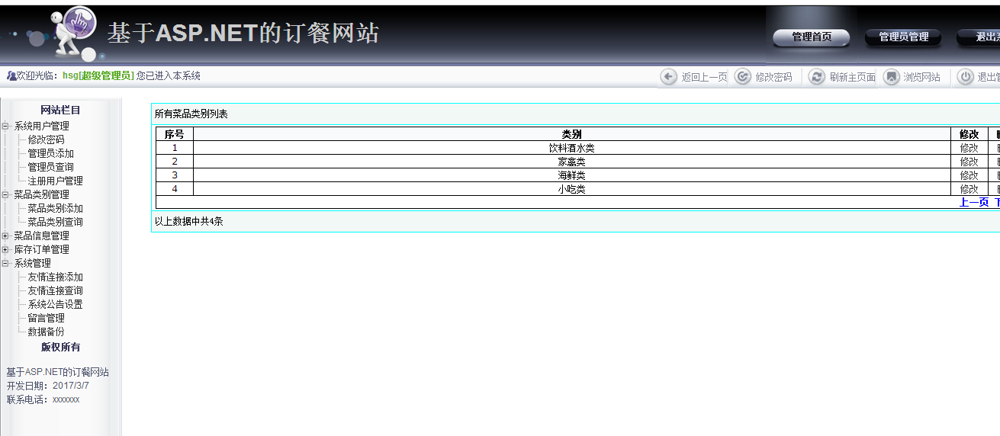 基于ASP.NET的订餐网站
管理首页 管理员管理 退出
欢迎光临：hsg[超级管理员] 您已进入本系统
返回上一页 修改密码 刷新主页面 浏览网站 退出
网站栏目
系统用户管理
修改密码
管理员添加
管理员查询
注册用户管理
菜品类别管理
菜品类别添加
菜品类别查询
菜品信息管理
库存订单管理
系统管理
友情连接添加
友情连接查询
系统公告设置
留言管理
数据备份
版权所有
基于ASP.NET的订餐网站
开发日期：2017/3/7
联系电话：xxxxxxx
所有菜品类别列表
序号 类别 修改
1 饮料酒水类 修改
2 家禽类 修改
3 海鲜类 修改
4 小吃类 修改
上一页 下
以上数据中共4条